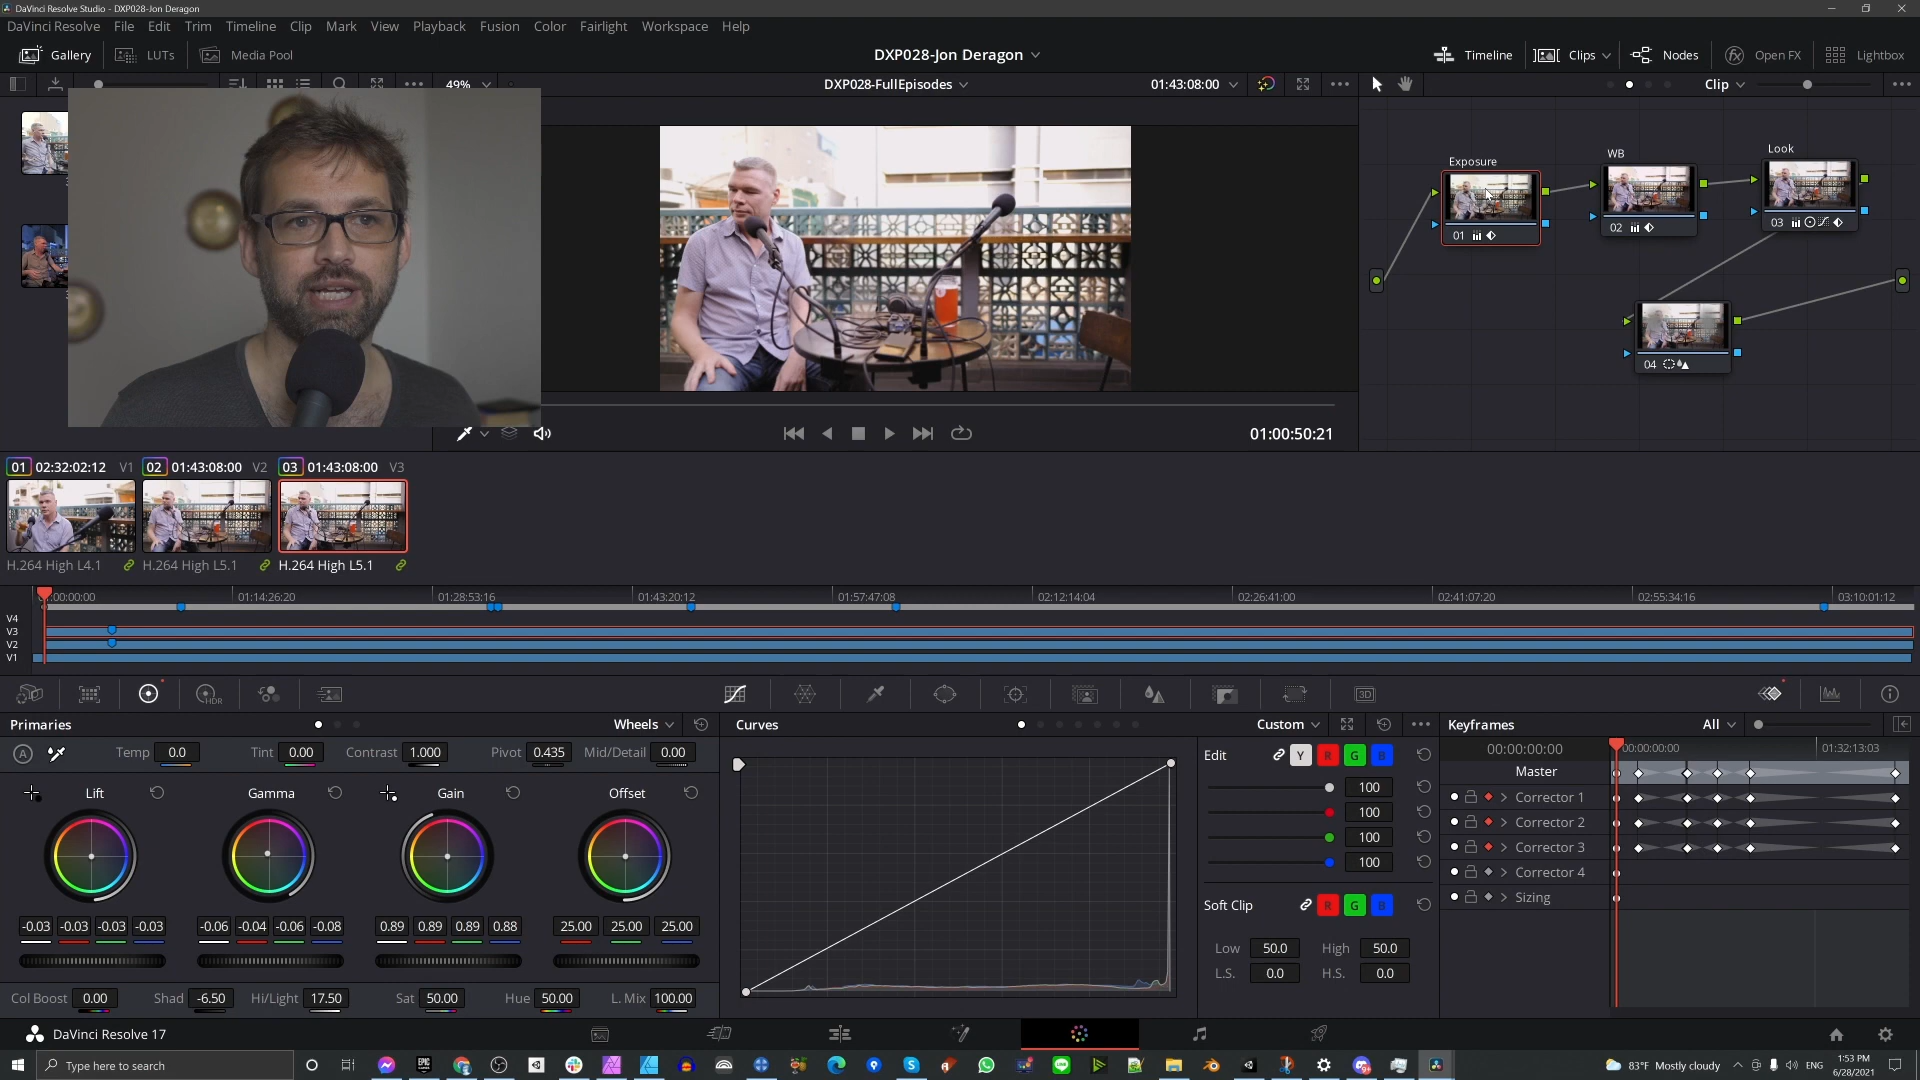 DaVinci Resolve Studio - DXP028-Jon Deragon
DaVinci Resolve File Edit Trim Timeline Clip Mark View Playback Fusion Color Fairlight Workspace Help
Gallery LUTs Media Pool DXP028-Jon Deragon Timeline Clips Nodes Open FX Lightbox
49% DXP028-FullEpisodes 01:43:08:00 Clip
Exposure WB Look
01 02 03
04
01:00:50:21
01 02:32:02:12 V1 02 01:43:08:00 V2 03 01:43:08:00 V3
H.264 High L4.1 H.264 High L5.1 H.264 High L5.1
:00:00:00 01:14:26:20 01:28:53:16 01:43:20:12 01:57:47:08 02:12:14:04 02:26:41:00 02:41:07:20 02:55:34:16 03:10:01:12
V4
V3
V2
V1
HDR 3D
Primaries Wheels Curves Custom Keyframes All
A Temp 0.0 Tint 0.00 Contrast 1.000 Pivot 0.435 Mid/Detail 0.00
Edit Y R G B
00:00:00:00 00:00:00:00 01:32:13:03
Lift Gamma Gain Offset
100
100
100
100
Master
Corrector 1
Corrector 2
Corrector 3
Corrector 4
Sizing
-0.03 -0.03 -0.03 -0.03 -0.06 -0.04 -0.06 -0.08 0.89 0.89 0.89 0.88 25.00 25.00 25.00
Soft Clip R G B
Low 50.0 High 50.0
L.S. 0.0 H.S. 0.0
Col Boost 0.00 Shad -6.50 Hi/Light 17.50 Sat 50.00 Hue 50.00 L. Mix 100.00
DaVinci Resolve 17
Type here to search
83°F Mostly cloudy ENG 1:53 PM
6/28/2021